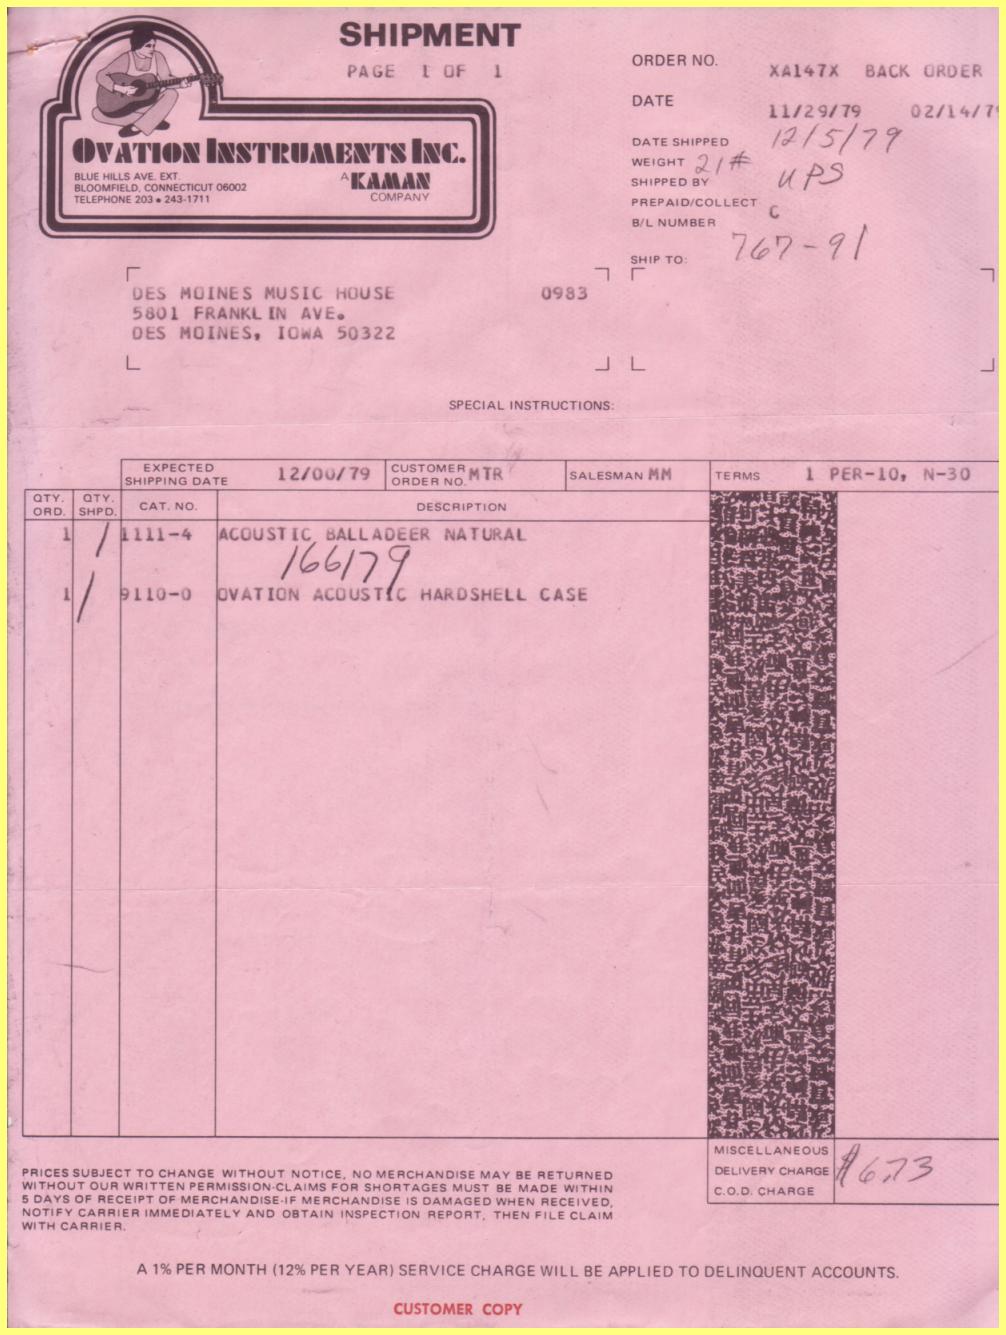 SHIPMENT
PAGE 1 OF 1
OVATION INSTRUMENTS INC.
BLUE HILLS AVE. EXT.
BLOOMFIELD, CONNECTICUT 06002
TELEPHONE 203 • 243-1711
A KAMAN COMPANY
ORDER NO. XA147X BACK ORDER
DATE 11/29/79 02/14/7
DATE SHIPPED 12/5/79
WEIGHT 21#
SHIPPED BY UPS
PREPAID/COLLECT C
B/L NUMBER 767-91
SHIP TO:
DES MOINES MUSIC HOUSE 0983
5801 FRANKLIN AVE.
DES MOINES, IOWA 50322
SPECIAL INSTRUCTIONS:
EXPECTED SHIPPING DATE 12/00/79 CUSTOMER ORDER NO. MTR SALESMAN MM TERMS 1 PER-10, N-30
QTY. ORD. QTY. SHPD. CAT. NO. DESCRIPTION
1 / 1111-4 ACOUSTIC BALLADEER NATURAL
166179
1 / 9110-0 OVATION ACOUSTIC HARDSHELL CASE
MISCELLANEOUS
DELIVERY CHARGE $6.73
C.O.D. CHARGE
PRICES SUBJECT TO CHANGE WITHOUT NOTICE, NO MERCHANDISE MAY BE RETURNED
WITHOUT OUR WRITTEN PERMISSION-CLAIMS FOR SHORTAGES MUST BE MADE WITHIN
5 DAYS OF RECEIPT OF MERCHANDISE-IF MERCHANDISE IS DAMAGED WHEN RECEIVED,
NOTIFY CARRIER IMMEDIATELY AND OBTAIN INSPECTION REPORT, THEN FILE CLAIM
WITH CARRIER.
A 1% PER MONTH (12% PER YEAR) SERVICE CHARGE WILL BE APPLIED TO DELINQUENT ACCOUNTS.
CUSTOMER COPY